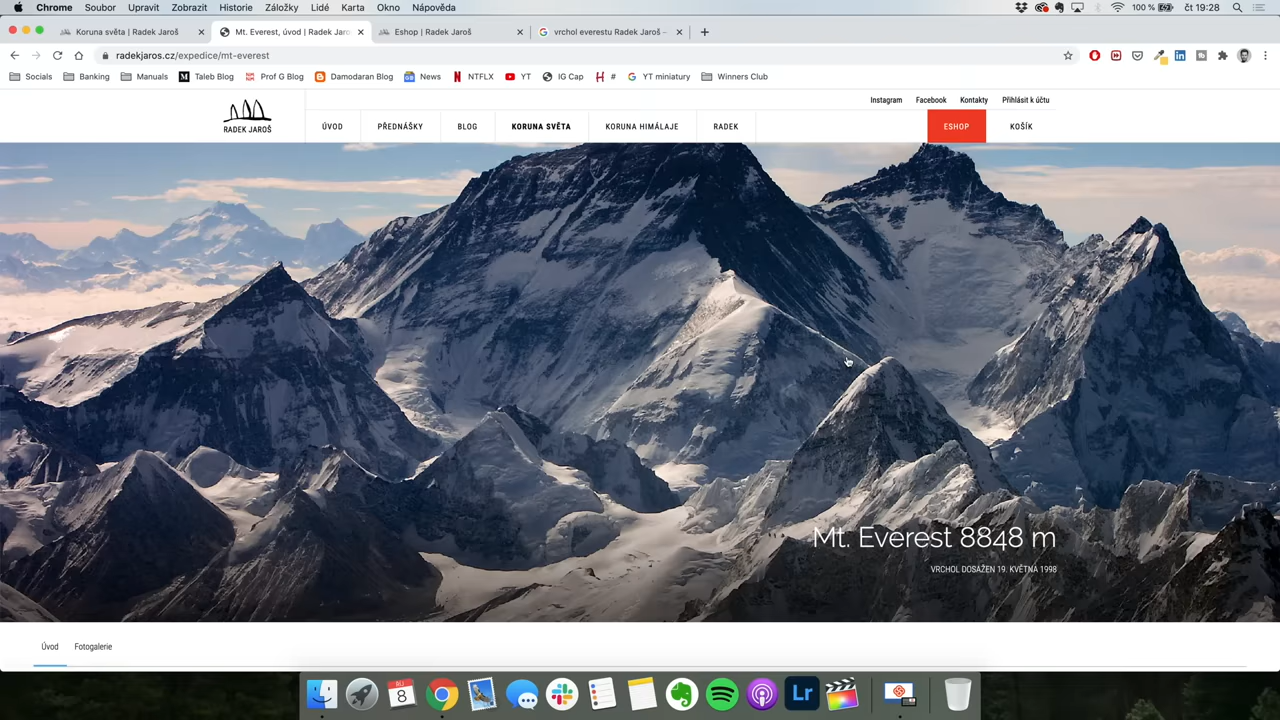 Chrome Soubor Upravit Zobrazit Historie Záložky Lidé Karta Okno Nápověda 100 % čt 19:28
Koruna světa | Radek Jaroš Mt. Everest, úvod | Radek Jaro Eshop | Radek Jaroš vrchol everestu Radek Jaroš –
radekjaros.cz/expedice/mt-everest
Socials Banking Manuals Taleb Blog Prof G Blog Damodaran Blog News NTFLX YT IG Cap # YT miniatury Winners Club
Instagram Facebook Kontakty Přihlásit k účtu
RADEK JAROŠ
ÚVOD PŘEDNÁŠKY BLOG KORUNA SVĚTA KORUNA HIMÁLAJE RADEK ESHOP KOŠÍK
Mt. Everest 8848 m
VRCHOL DOSAŽEN 19. KVĚTNA 1998
Úvod Fotogalerie
8
Lr